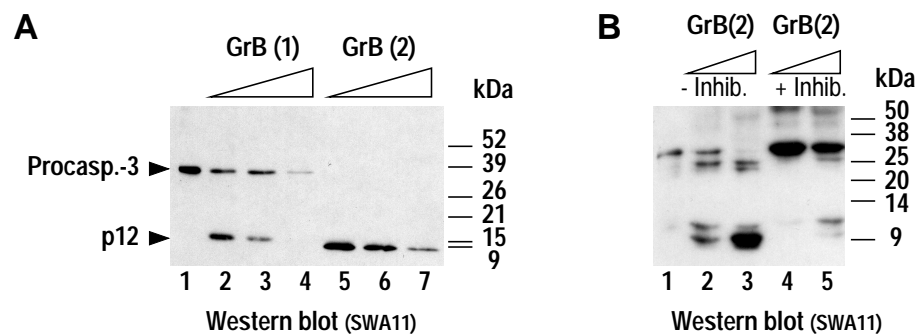 A
GrB (1) GrB (2)
kDa
52
Procasp.-3 39
26
21
p12 15
9
1 2 3 4 5 6 7
Western blot (SWA11)
B
GrB(2) GrB(2)
- Inhib. + Inhib.
kDa
50
38
25
20
14
9
1 2 3 4 5
Western blot (SWA11)